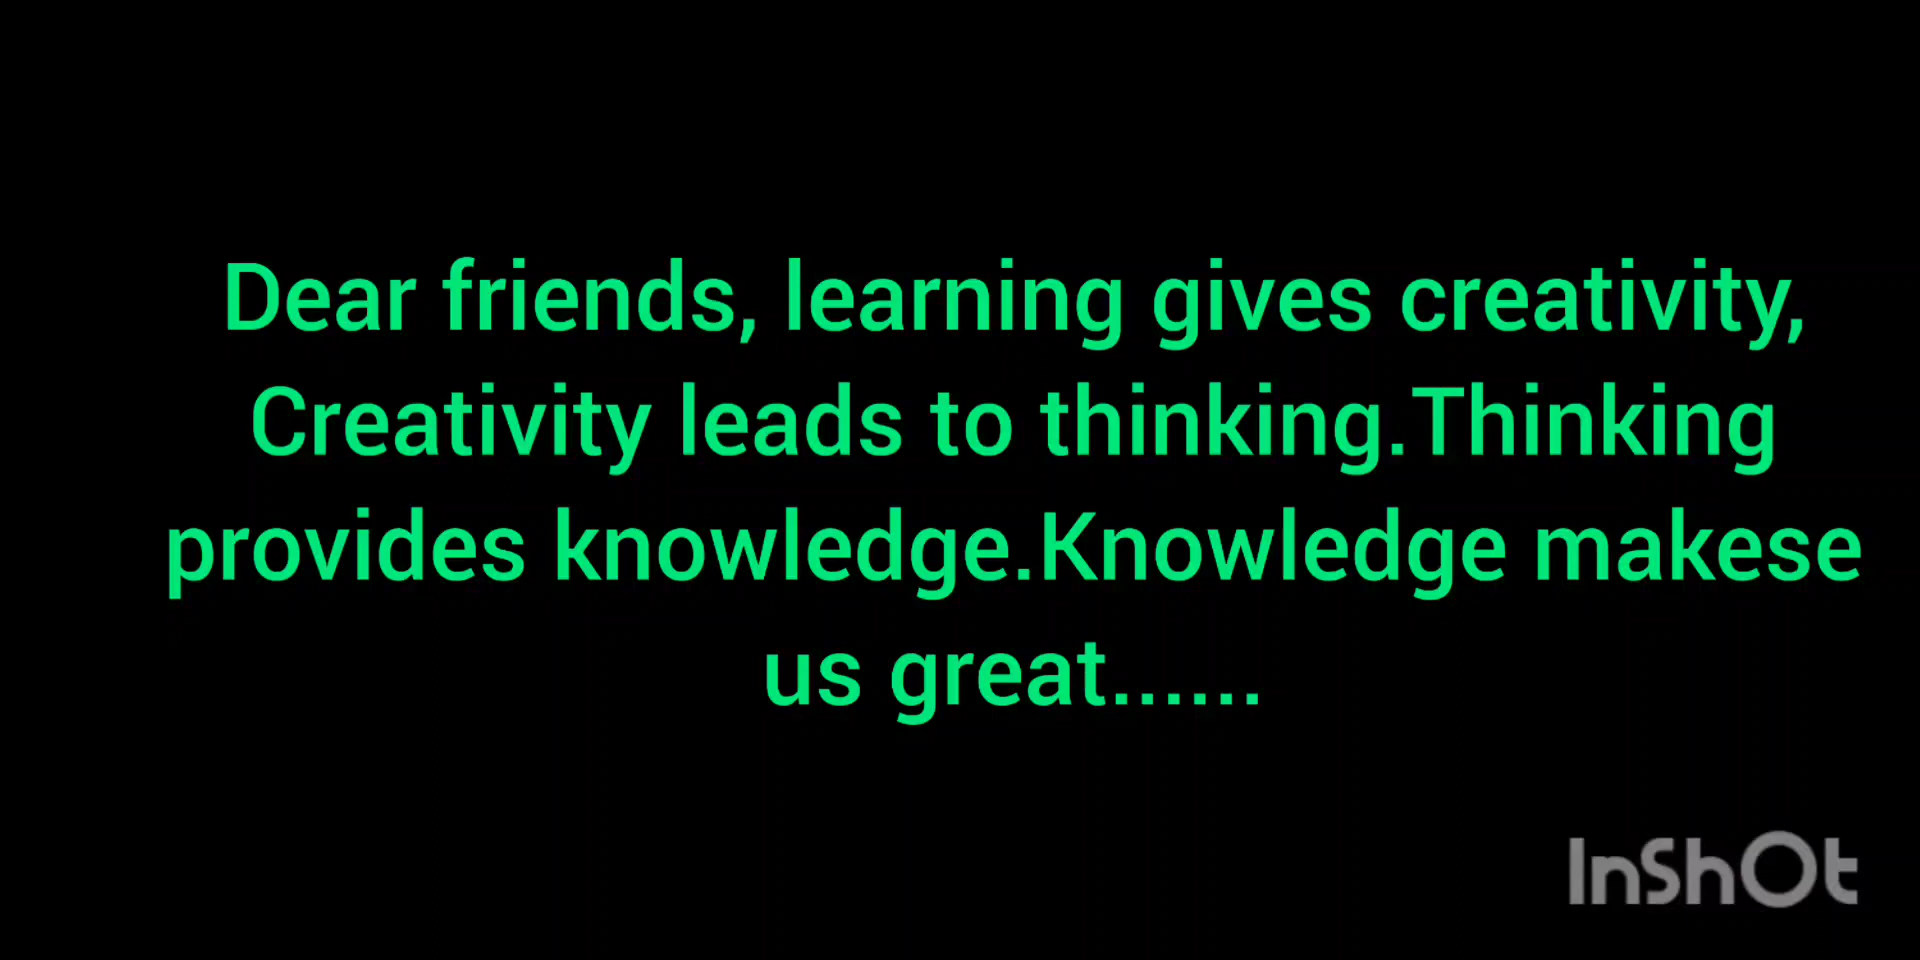 Dear friends, learning gives creativity,
Creativity leads to thinking.Thinking
provides knowledge.Knowledge makese
us great......
InShOt